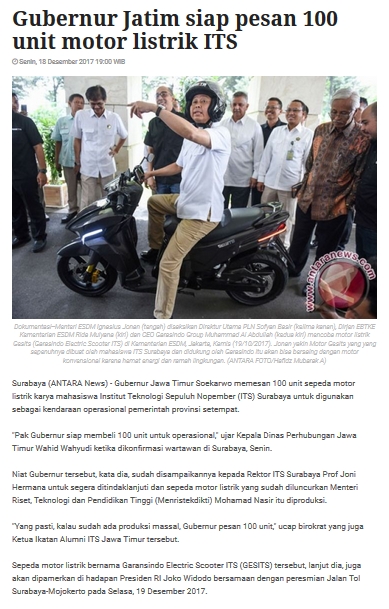 Gubernur Jatim siap pesan 100
unit motor listrik ITS
Senin, 18 Desember 2017 19:00 WIB
www.antaranews.com
Dokumentasi--Menteri ESDM Ignasius Jonan (tengah) disaksikan Direktur Utama PLN Sofyan Basir (kelima kanan), Dirjen EBTKE
Kementerian ESDM Rida Mulyana (kiri) dan CEO Gerasindo Group Muhammad Al Abdullah (kedua kiri) mencoba motor listrik
Gesits (Garasindo Electric Scooter ITS) di Kementerian ESDM, Jakarta, Kamis (19/10/2017). Jonan yakin Motor Gesits yang yang
sepenuhnya dibuat oleh mahasiswa ITS Surabaya dan didukung oleh Gerasindo itu akan bisa bersaing dengan motor
konvensional karena hemat energi dan ramah lingkungan. (ANTARA FOTO/Hafidz Mubarak A)
Surabaya (ANTARA News) - Gubernur Jawa Timur Soekarwo memesan 100 unit sepeda motor
listrik karya mahasiswa Institut Teknologi Sepuluh Nopember (ITS) Surabaya untuk digunakan
sebagai kendaraan operasional pemerintah provinsi setempat.
"Pak Gubernur siap membeli 100 unit untuk operasional," ujar Kepala Dinas Perhubungan Jawa
Timur Wahid Wahyudi ketika dikonfirmasi wartawan di Surabaya, Senin.
Niat Gubernur tersebut, kata dia, sudah disampaikannya kepada Rektor ITS Surabaya Prof Joni
Hermana untuk segera ditindaklanjuti dan sepeda motor listrik yang sudah diluncurkan Menteri
Riset, Teknologi dan Pendidikan Tinggi (Menristekdikti) Mohamad Nasir itu diproduksi.
"Yang pasti, kalau sudah ada produksi massal, Gubernur pesan 100 unit," ucap birokrat yang juga
Ketua Ikatan Alumni ITS Jawa Timur tersebut.
Sepeda motor listrik bernama Garansindo Electric Scooter ITS (GESITS) tersebut, lanjut dia, juga
akan dipamerkan di hadapan Presiden RI Joko Widodo bersamaan dengan peresmian Jalan Tol
Surabaya-Mojokerto pada Selasa, 19 Desember 2017.